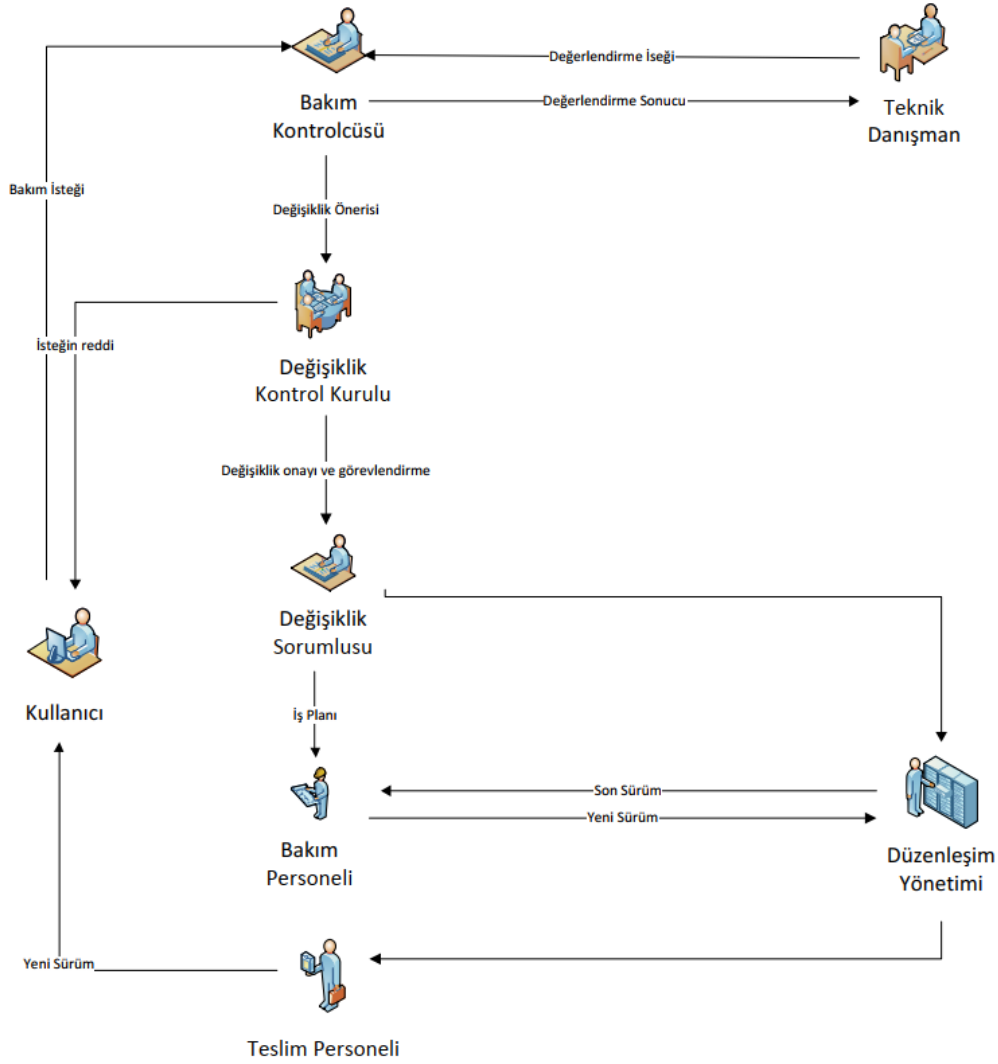 Değerlendirme İseği
Bakım
Kontrolcüsü
Değerlendirme Sonucu
Teknik
Danışman
Bakım İsteği
Değişiklik Önerisi
İsteğin reddi
Değişiklik
Kontrol Kurulu
Değişiklik onayı ve görevlendirme
Değişiklik
Sorumlusu
Kullanıcı
İş Planı
Son Sürüm
Yeni Sürüm
Bakım
Personeli
Düzenleşim
Yönetimi
Yeni Sürüm
Teslim Personeli